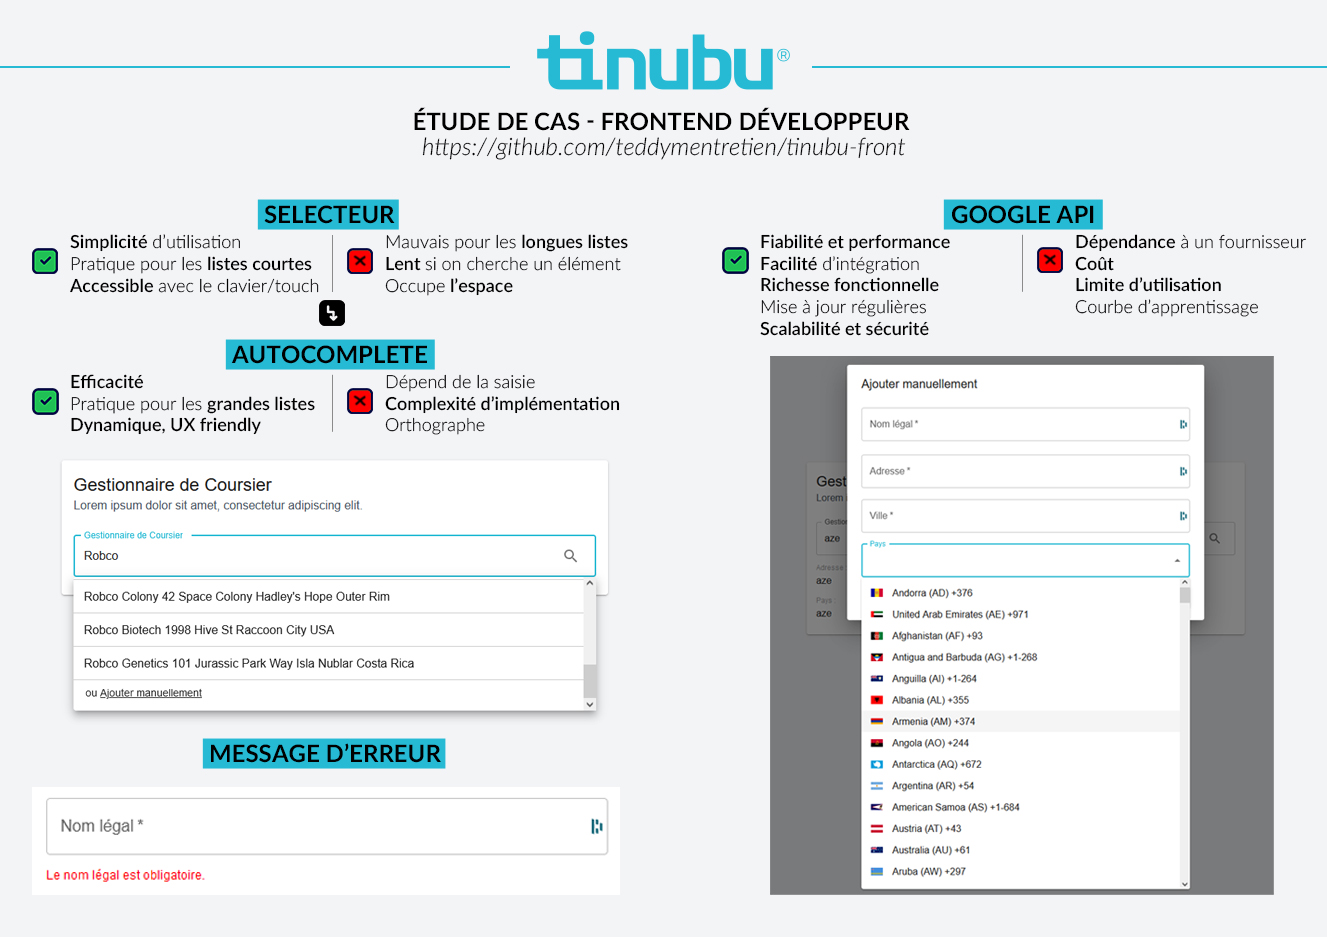 tinubu®
ÉTUDE DE CAS - FRONTEND DÉVELOPPEUR
https://github.com/teddymentretien/tinubu-front
SELECTEUR
Simplicité d'utilisation
Pratique pour les listes courtes
Accessible avec le clavier/touch
Mauvais pour les longues listes
Lent si on cherche un élément
Occupe l'espace
AUTOCOMPLETE
Efficacité
Pratique pour les grandes listes
Dynamique, UX friendly
Dépend de la saisie
Complexité d'implémentation
Orthographe
Gestionnaire de Coursier
Lorem ipsum dolor sit amet, consectetur adipiscing elit.
Gestionnaire de Coursier
Robco
Robco Colony 42 Space Colony Hadley's Hope Outer Rim
Robco Biotech 1998 Hive St Raccoon City USA
Robco Genetics 101 Jurassic Park Way Isla Nublar Costa Rica
ou Ajouter manuellement
MESSAGE D'ERREUR
Nom légal *
Le nom légal est obligatoire.
GOOGLE API
Fiabilité et performance
Facilité d'intégration
Richesse fonctionnelle
Mise à jour régulières
Scalabilité et sécurité
Dépendance à un fournisseur
Coût
Limite d'utilisation
Courbe d'apprentissage
Ajouter manuellement
Nom légal *
Adresse *
Ville *
Pays
Andorra (AD) +376
United Arab Emirates (AE) +971
Afghanistan (AF) +93
Antigua and Barbuda (AG) +1-268
Anguilla (AI) +1-264
Albania (AL) +355
Armenia (AM) +374
Angola (AO) +244
Antarctica (AQ) +672
Argentina (AR) +54
American Samoa (AS) +1-684
Austria (AT) +43
Australia (AU) +61
Aruba (AW) +297
Gest
Lorem i
Gestion
aze
Adresse :
aze
Pays :
aze